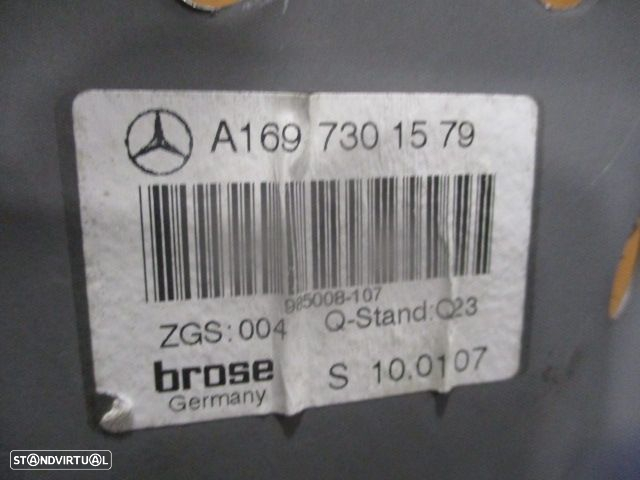 A169 730 15 79
985008-107
ZGS:004 Q-Stand:Q23
brose S 10.0107
Germany
STANDVIRTUAL